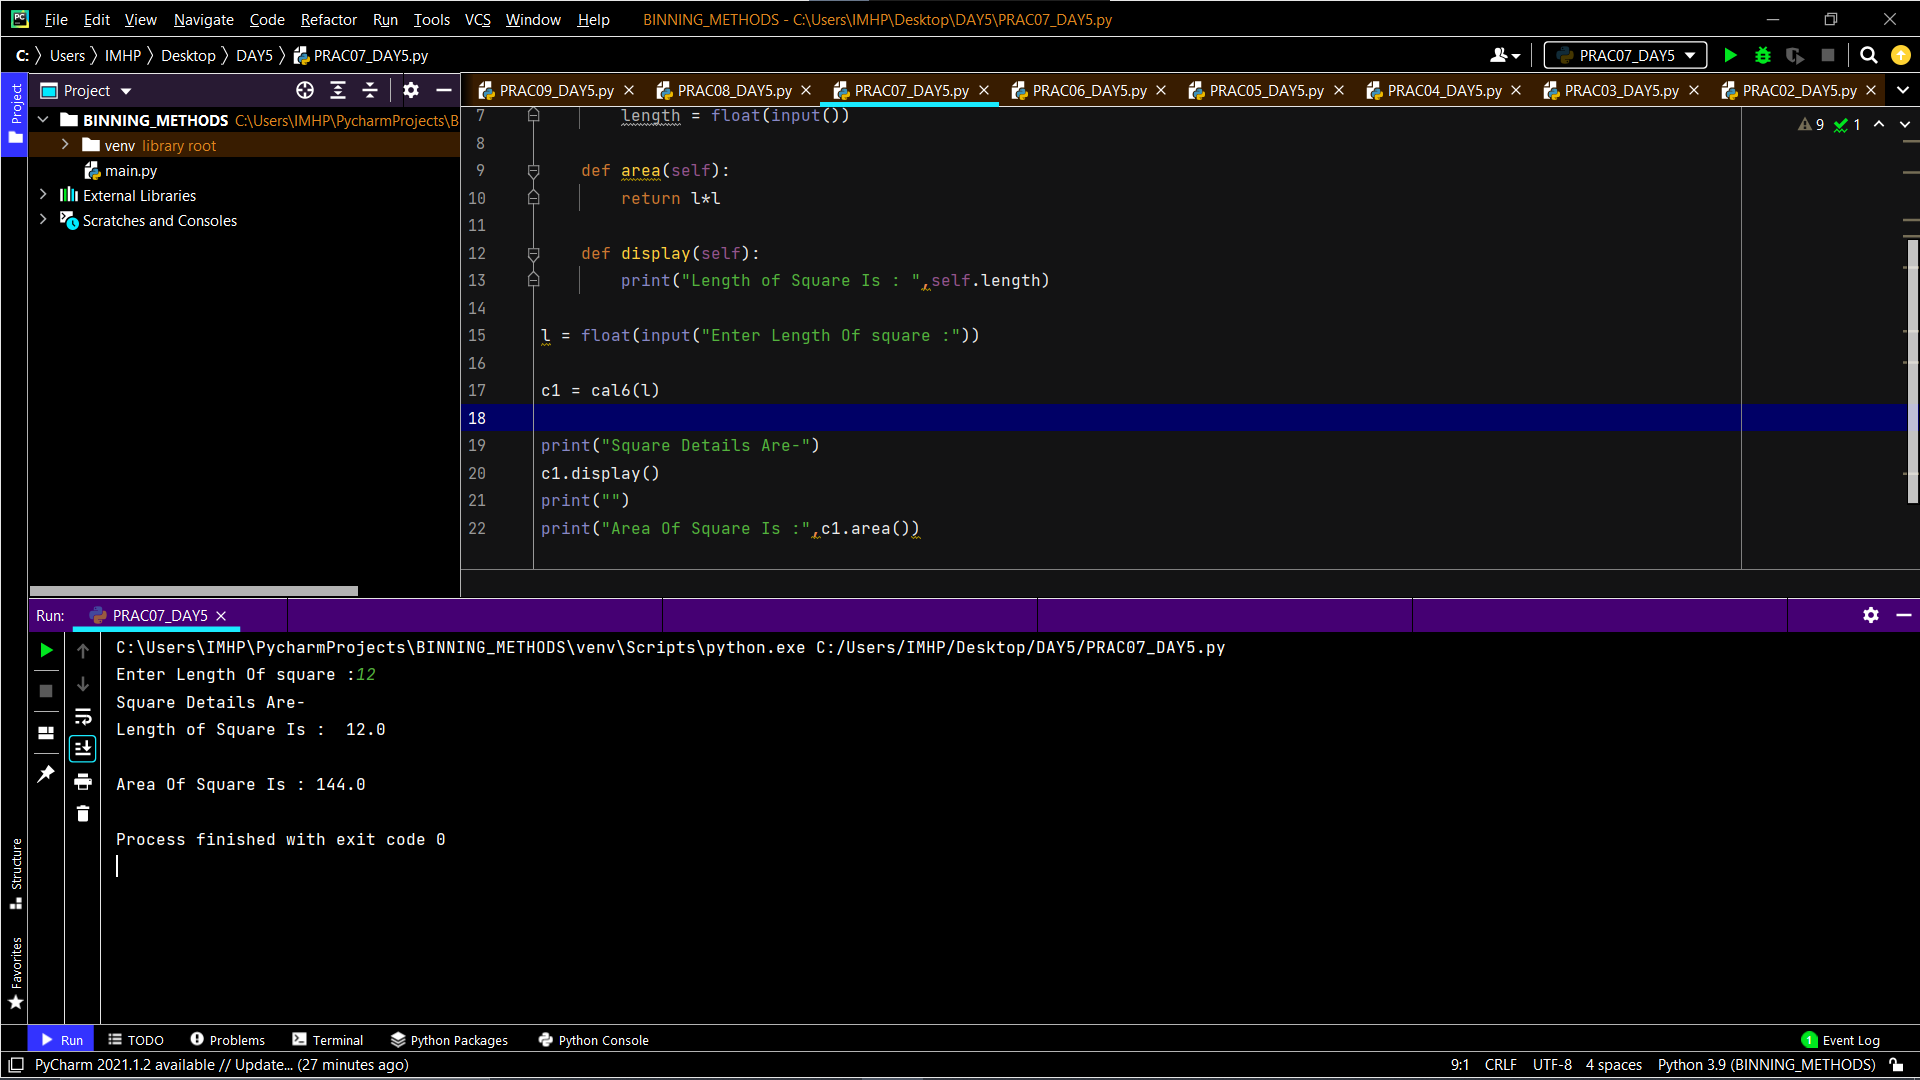 PC File Edit View Navigate Code Refactor Run Tools VCS Window Help BINNING_METHODS - C:\Users\IMHP\Desktop\DAY5\PRAC07_DAY5.py
C: Users IMHP Desktop DAY5 PRAC07_DAY5.py PRAC07_DAY5
Project
Project
PRAC09_DAY5.py PRAC08_DAY5.py PRAC07_DAY5.py PRAC06_DAY5.py PRAC05_DAY5.py PRAC04_DAY5.py PRAC03_DAY5.py PRAC02_DAY5.py
BINNING_METHODS C:\Users\IMHP\PycharmProjects\B
venv library root
main.py
External Libraries
Scratches and Consoles
9 1
7 length = float(input())
8
9 def area(self):
10 return l*l
11
12 def display(self):
13 print("Length of Square Is : ",self.length)
14
15 l = float(input("Enter Length Of square :"))
16
17 c1 = cal6(l)
18
19 print("Square Details Are-")
20 c1.display()
21 print("")
22 print("Area Of Square Is :",c1.area())
Run: PRAC07_DAY5
C:\Users\IMHP\PycharmProjects\BINNING_METHODS\venv\Scripts\python.exe C:/Users/IMHP/Desktop/DAY5/PRAC07_DAY5.py
Enter Length Of square :12
Square Details Are-
Length of Square Is :  12.0
Area Of Square Is : 144.0
Process finished with exit code 0
Structure
Favorites
Run TODO Problems Terminal Python Packages Python Console 1 Event Log
PyCharm 2021.1.2 available // Update... (27 minutes ago) 9:1 CRLF UTF-8 4 spaces Python 3.9 (BINNING_METHODS)